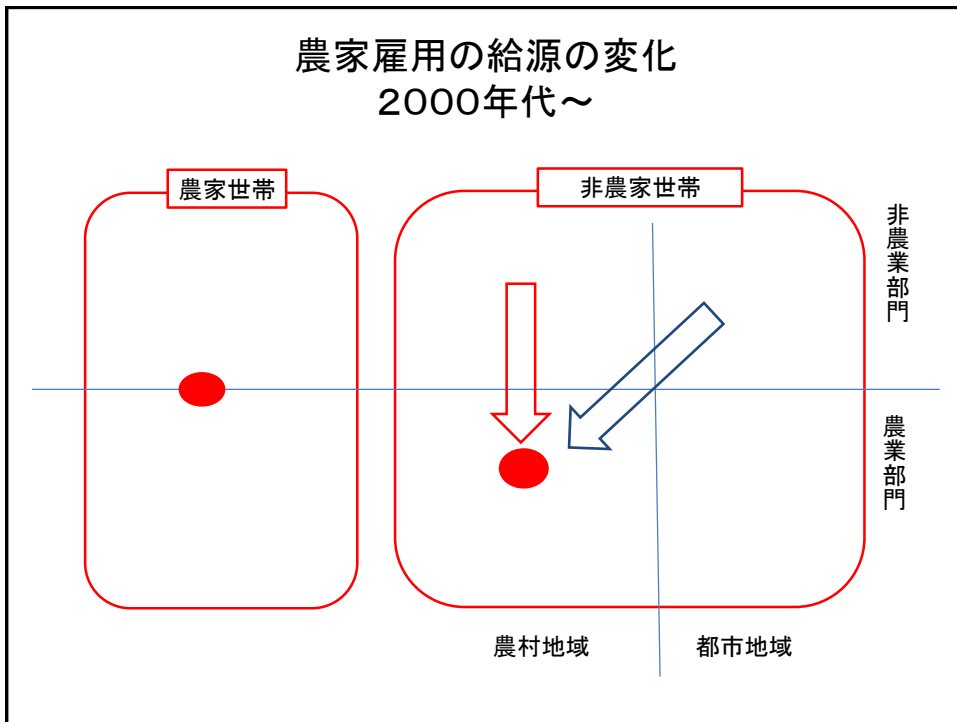 農家雇用の給源の変化
２０００年代～
農家世帯
非農家世帯
非農業部門
農業部門
農村地域
都市地域